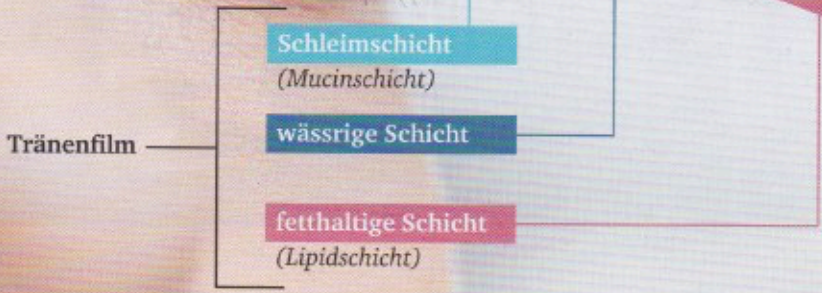 Schleimschicht
(Mucinschicht)
Tränenfilm
wässrige Schicht
fetthaltige Schicht
(Lipidschicht)